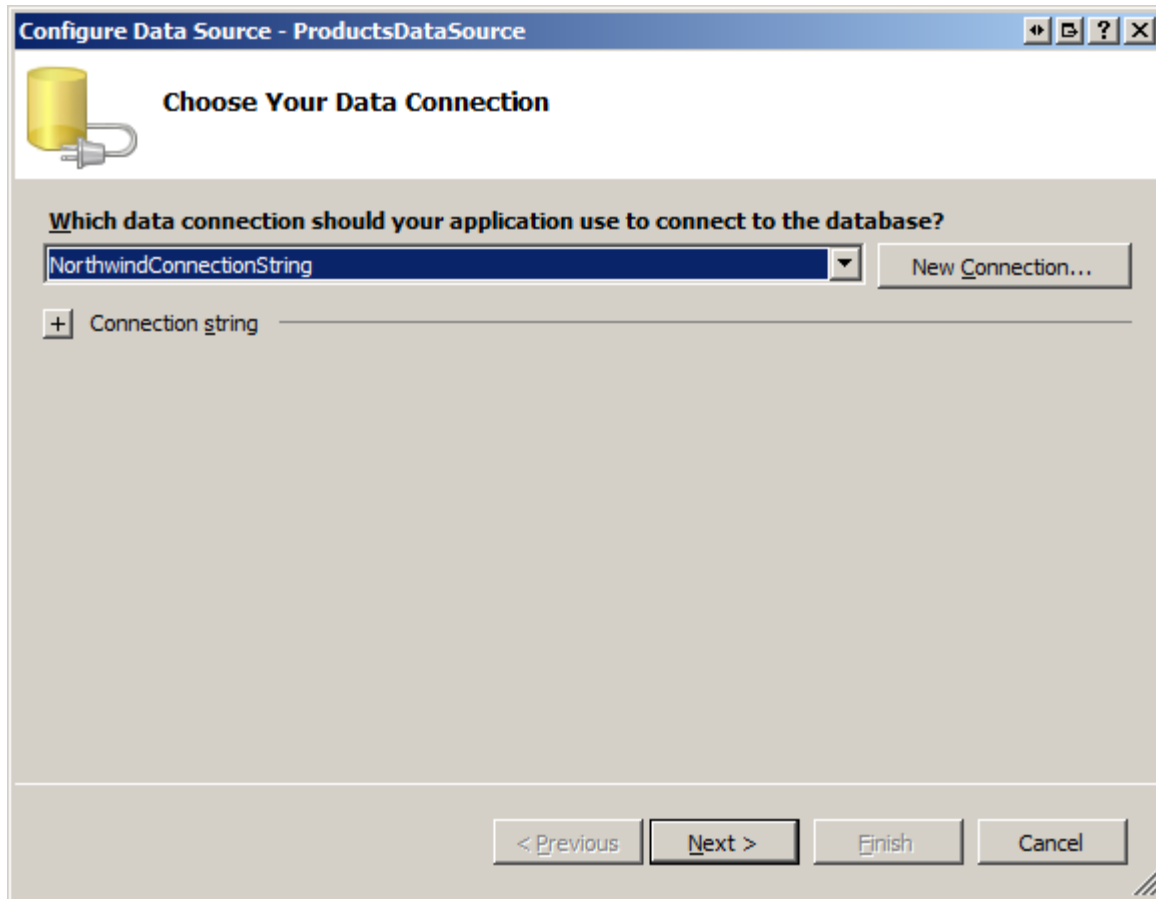 Configure Data Source - ProductsDataSource
Choose Your Data Connection
Which data connection should your application use to connect to the database?
NorthwindConnectionString
New Connection...
+ Connection string
< Previous
Next >
Finish
Cancel